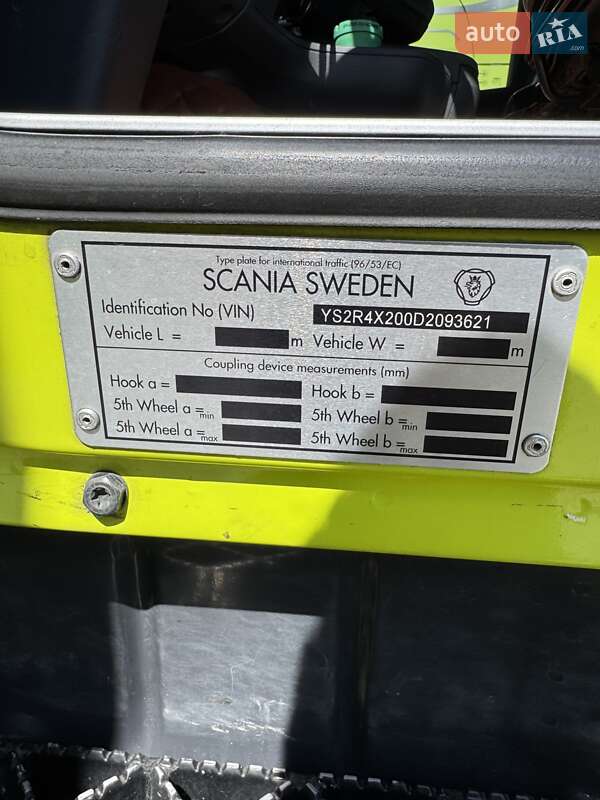 auto RIA .com
Type plate for international traffic (96/53/EC)
SCANIA SWEDEN
Identification No (VIN) YS2R4X200D2093621
Vehicle L = m Vehicle W = m
Coupling device measurements (mm)
Hook a = Hook b =
5th Wheel a = min 5th Wheel b = min
5th Wheel a = max 5th Wheel b = max